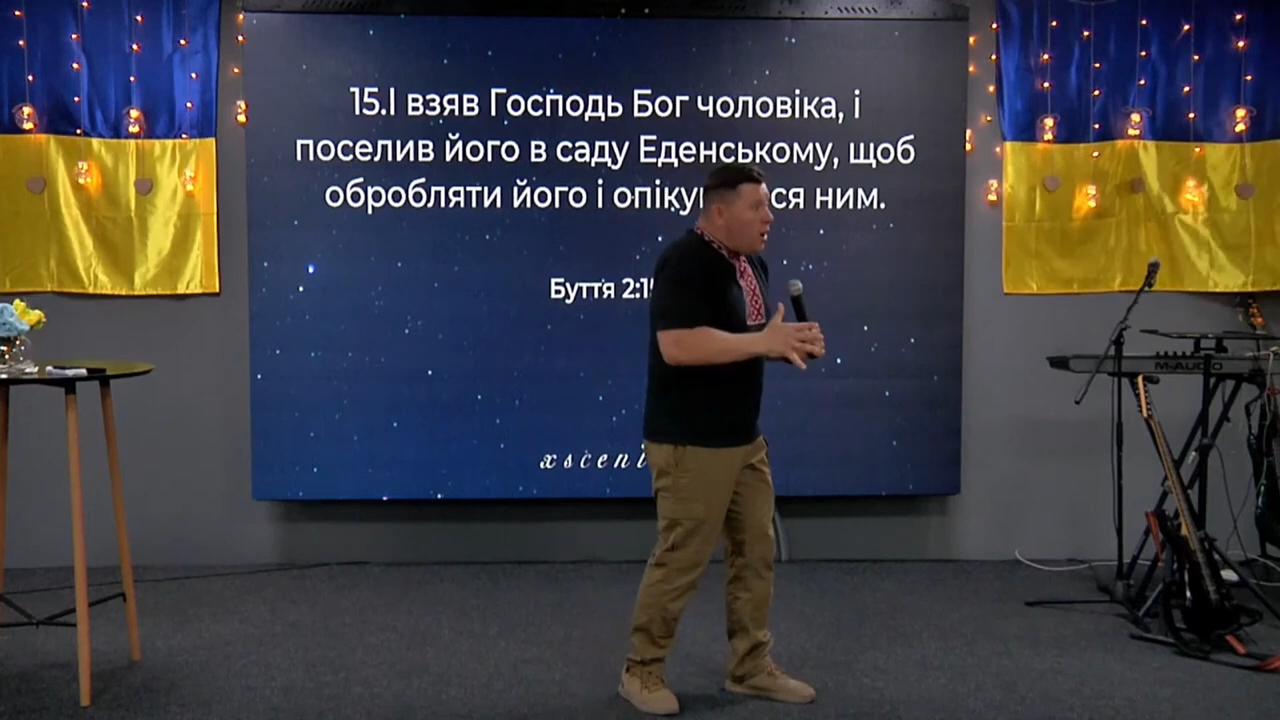 15.І взяв Господь Бог чоловіка, і
поселив його в саду Еденському, щоб
обробляти його і ним.
Буття
M-AUDIO